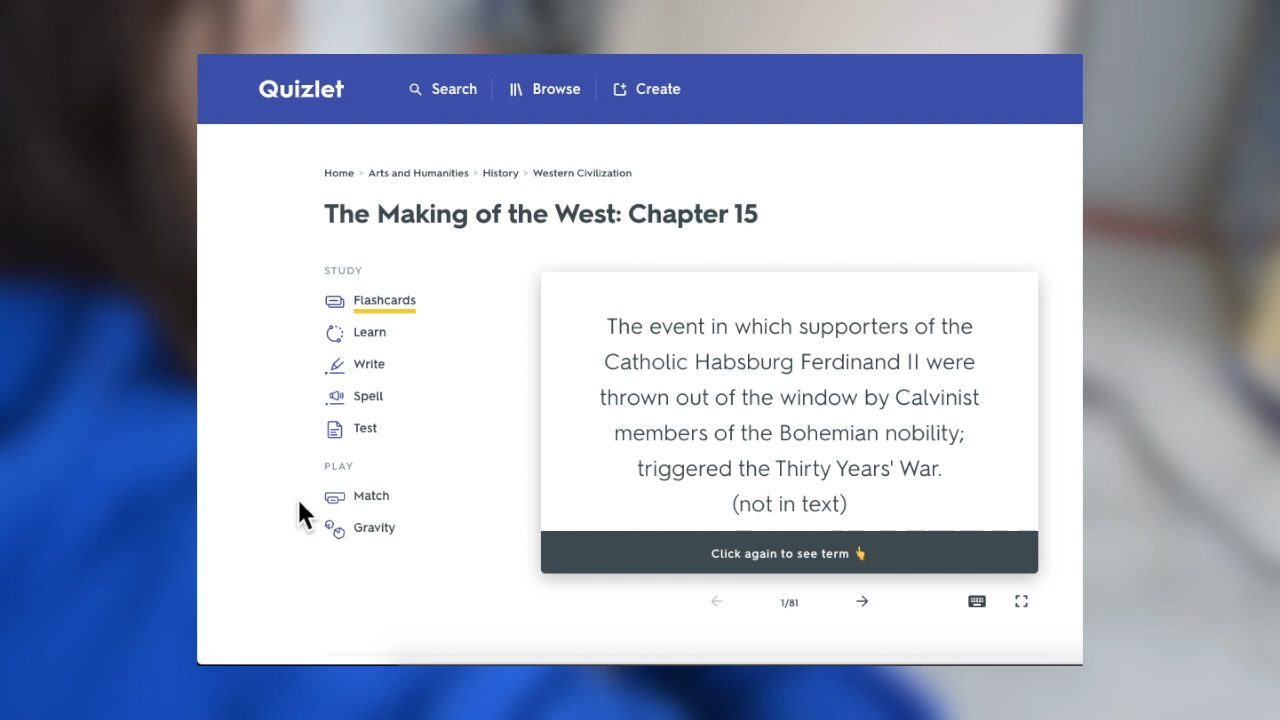 Quizlet
Search
Browse
Create
Home > Arts and Humanities > History > Western Civilization
The Making of the West: Chapter 15
STUDY
Flashcards
Learn
Write
Spell
Test
PLAY
Match
Gravity
The event in which supporters of the
Catholic Habsburg Ferdinand II were
thrown out of the window by Calvinist
members of the Bohemian nobility;
triggered the Thirty Years' War.
(not in text)
Click again to see term 👆
1/81